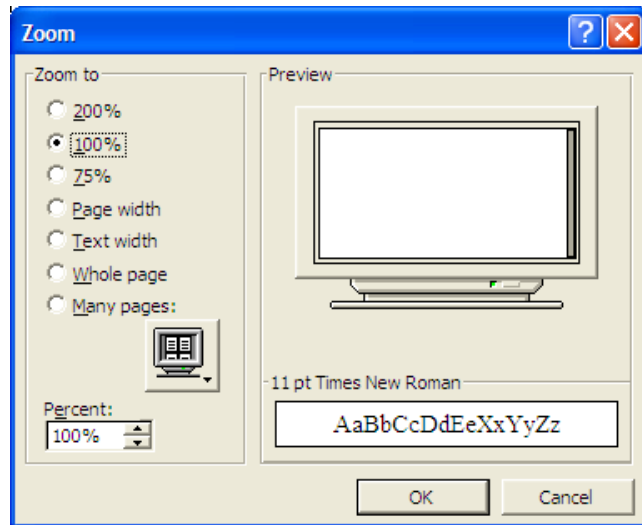 Zoom
Zoom to
200%
100%
75%
Page width
Text width
Whole page
Many pages:
Percent:
100%
Preview
11 pt Times New Roman
AaBbCcDdEeXxYyZz
OK
Cancel